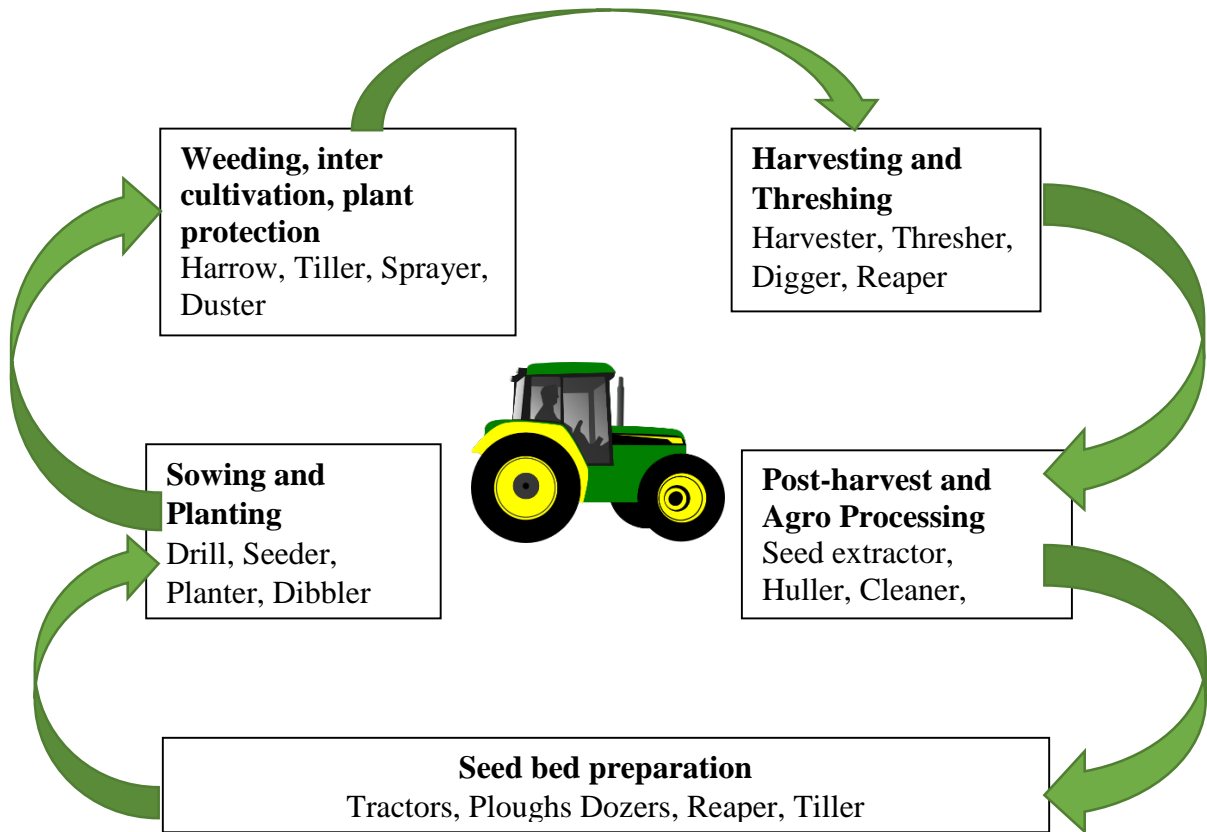 Weeding, inter
cultivation, plant
protection
Harrow, Tiller, Sprayer,
Duster
Harvesting and
Threshing
Harvester, Thresher,
Digger, Reaper
Sowing and
Planting
Drill, Seeder,
Planter, Dibbler
Post-harvest and
Agro Processing
Seed extractor,
Huller, Cleaner,
Seed bed preparation
Tractors, Ploughs Dozers, Reaper, Tiller